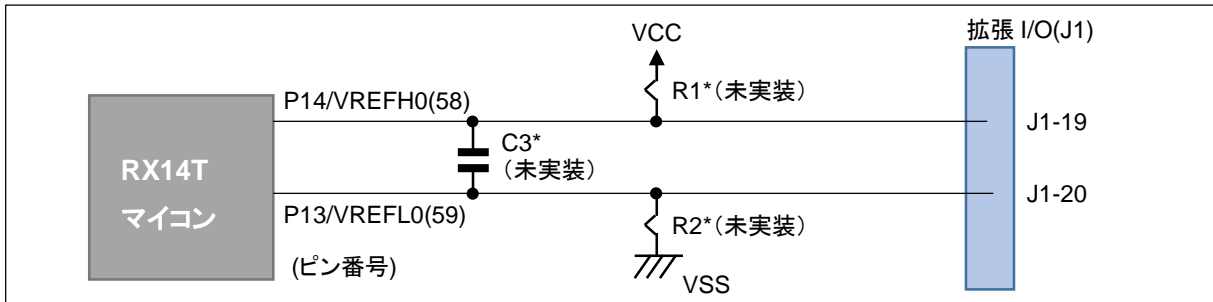 VCC
拡張 I/O(J1)
R1*(未実装)
P14/VREFH0(58)
J1-19
C3*
(未実装)
RX14T
マイコン
J1-20
P13/VREFL0(59)
R2*(未実装)
(ピン番号)
VSS